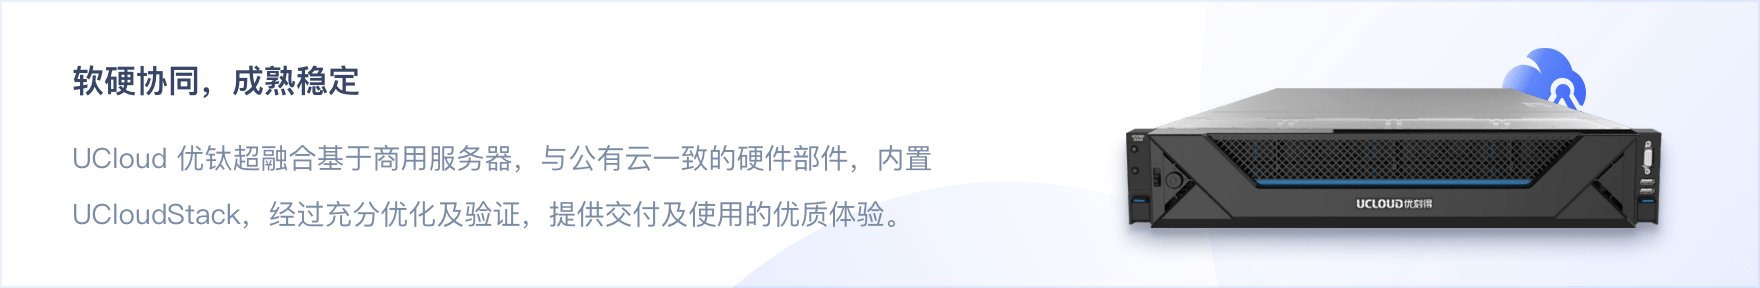 软硬协同，成熟稳定
UCloud 优钛超融合基于商用服务器，与公有云一致的硬件部件，内置
UCloudStack，经过充分优化及验证，提供交付及使用的优质体验。
UCLOUD优刻得